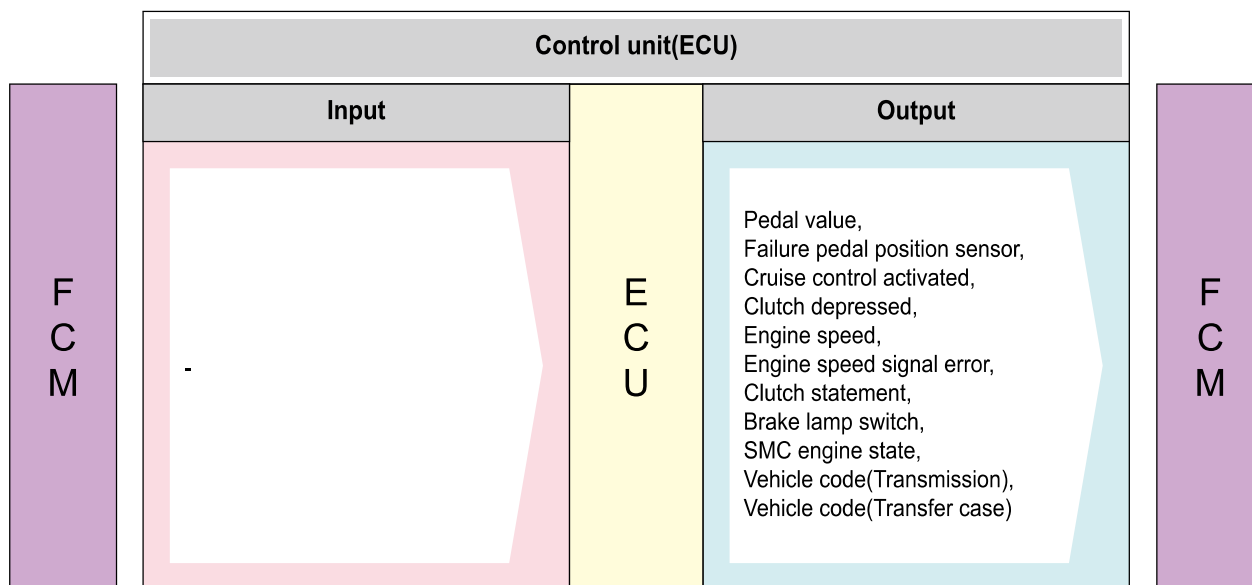 Control unit(ECU)
Input
Output
F
C
M
-
E
C
U
Pedal value,
Failure pedal position sensor,
Cruise control activated,
Clutch depressed,
Engine speed,
Engine speed signal error,
Clutch statement,
Brake lamp switch,
SMC engine state,
Vehicle code(Transmission),
Vehicle code(Transfer case)
F
C
M